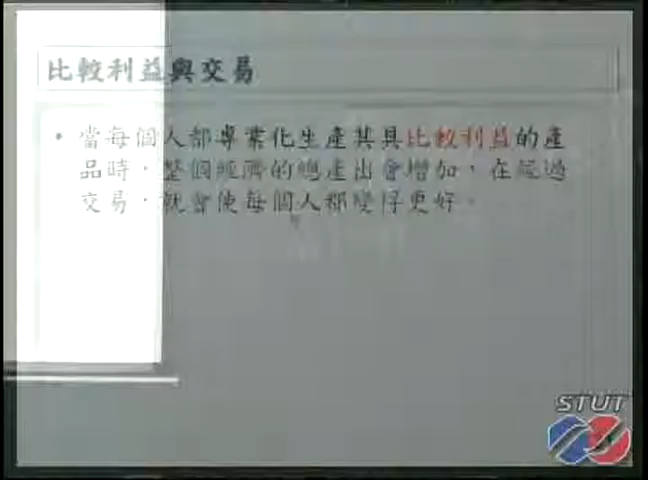 比較利益與交易
• 當每個人都專業化生產其具比較利益的產
品時，整個經濟的總產出會增加，在經過
交易，就會使每個人都變得更好。
STUT